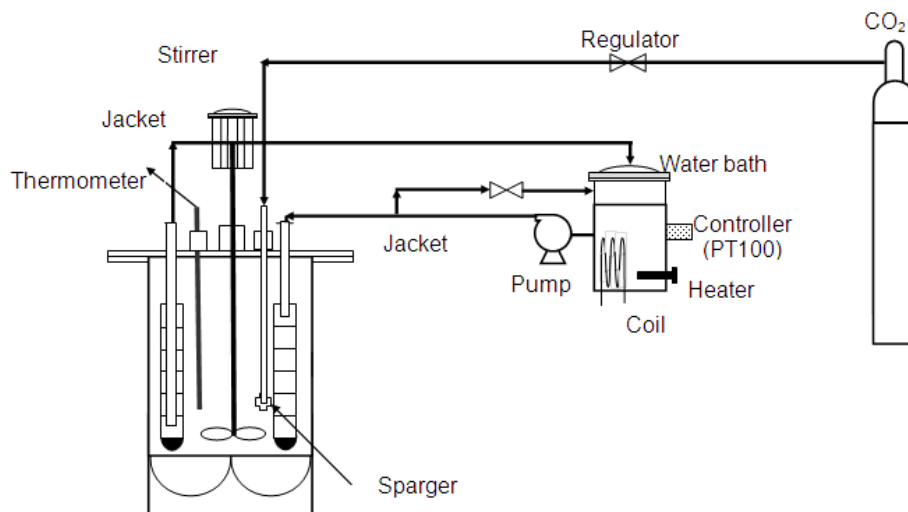 CO₂
Regulator
Stirrer
Jacket
Water bath
Thermometer
Controller
(PT100)
Jacket
Pump
Heater
Coil
Sparger